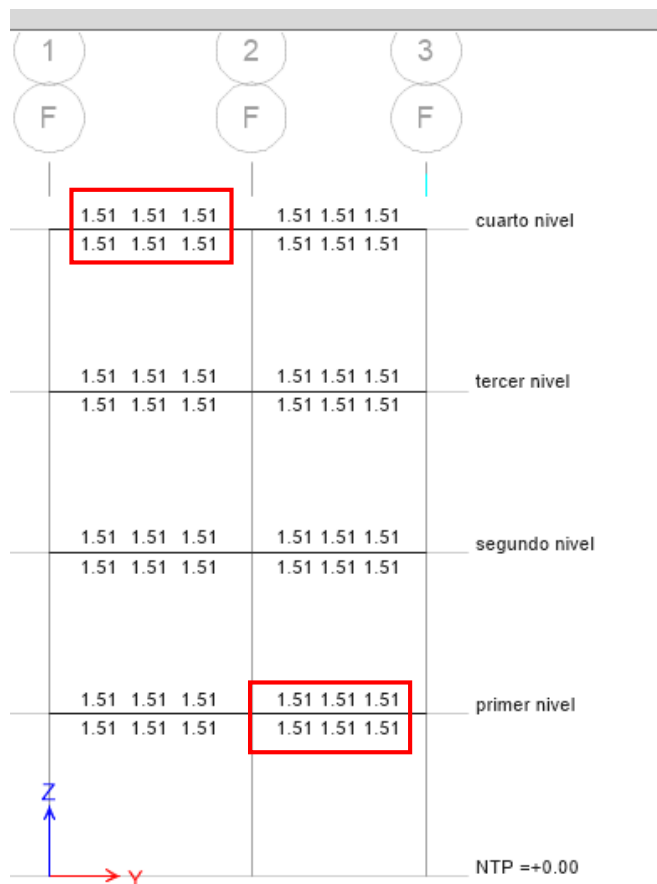 1 2 3
F F F
1.51 1.51 1.51 1.51 1.51 1.51 cuarto nivel
1.51 1.51 1.51 1.51 1.51 1.51
1.51 1.51 1.51 1.51 1.51 1.51 tercer nivel
1.51 1.51 1.51 1.51 1.51 1.51
1.51 1.51 1.51 1.51 1.51 1.51 segundo nivel
1.51 1.51 1.51 1.51 1.51 1.51
1.51 1.51 1.51 1.51 1.51 1.51 primer nivel
1.51 1.51 1.51 1.51 1.51 1.51
Z
Y NTP =+0.00